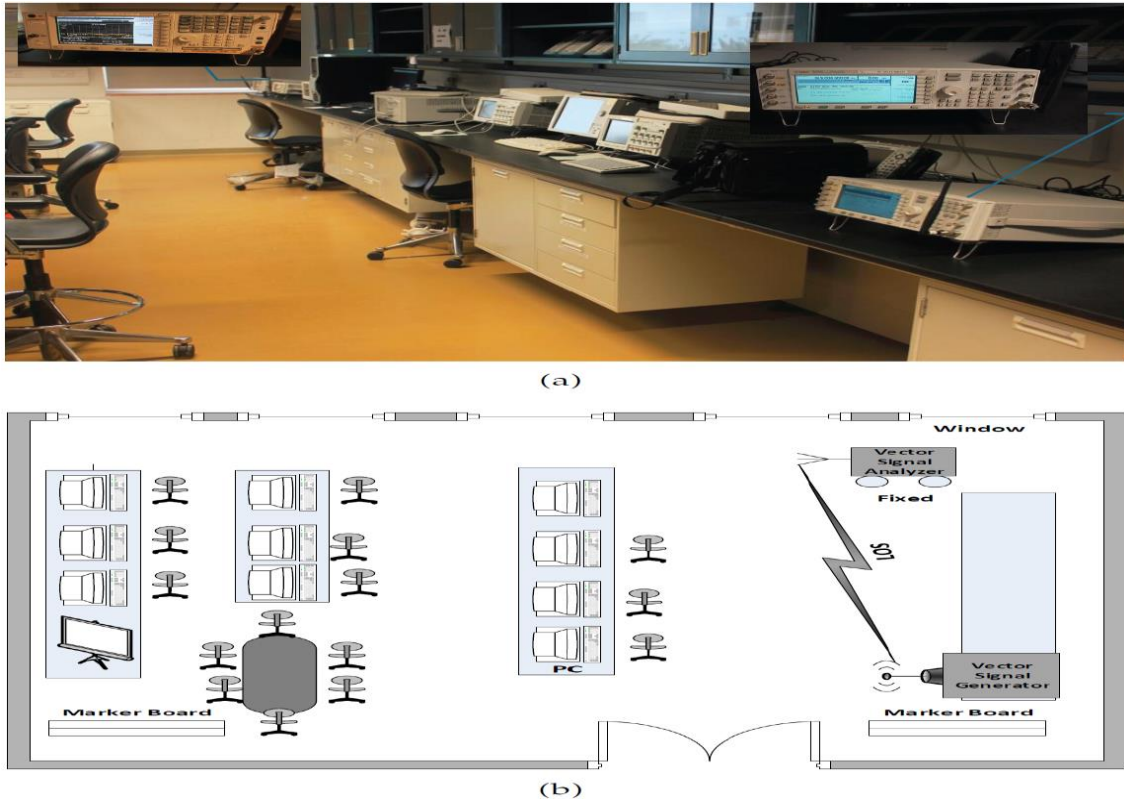 (a)
Window
Vector
Signal
Analyzer
Fixed
LOS
PC
Vector
Signal
Generator
Marker Board
Marker Board
(b)